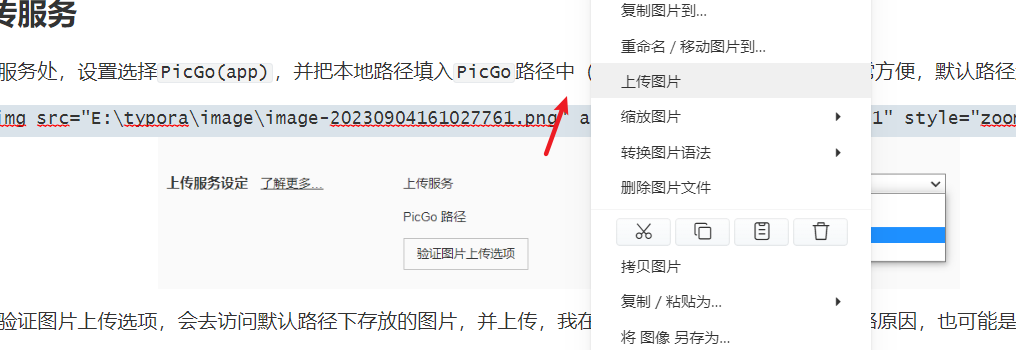 传服务
复制图片到...
重命名 / 移动图片到...
服务处，设置选择PicGo(app)，并把本地路径填入PicGo路径中（
常方便，默认路径
上传图片
img src="E:\typora\image\image-20230904161027761.png" a
1" style="zoom
缩放图片
转换图片语法
删除图片文件
上传服务设定 了解更多... 上传服务
PicGo 路径
验证图片上传选项
拷贝图片
复制 / 粘贴为...
验证图片上传选项，会去访问默认路径下存放的图片，并上传，我在
络原因，也可能是
将 图像 另存为...